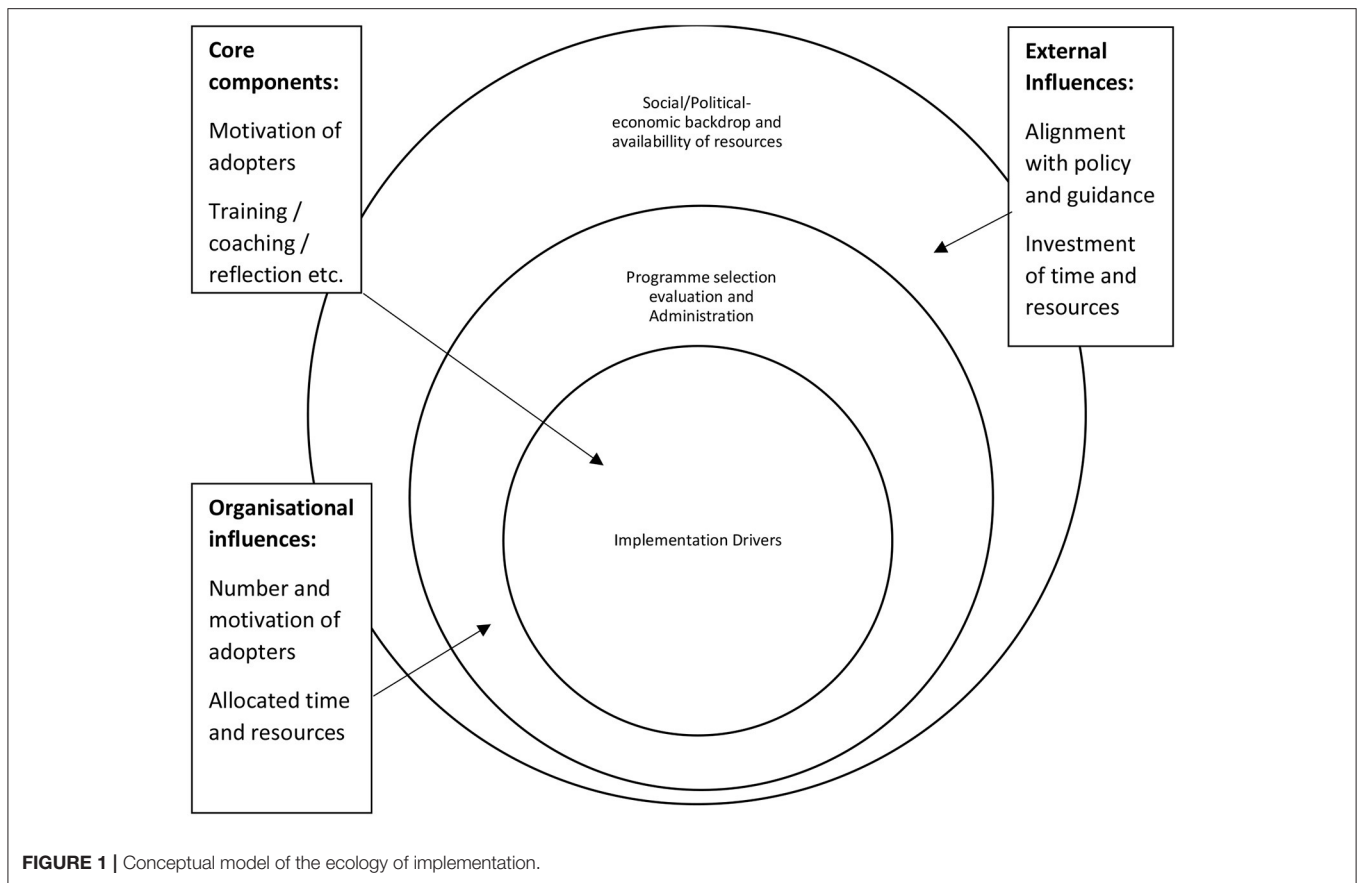 Core
components:
Motivation of
adopters
Training /
coaching /
reflection etc.
Social/Political-
economic backdrop and
availability of resources
External
Influences:
Alignment
with policy
and guidance
Investment
of time and
resources
Programme selection
evaluation and
Administration
Organisational
influences:
Number and
motivation of
adopters
Allocated time
and resources
Implementation Drivers
FIGURE 1 | Conceptual model of the ecology of implementation.